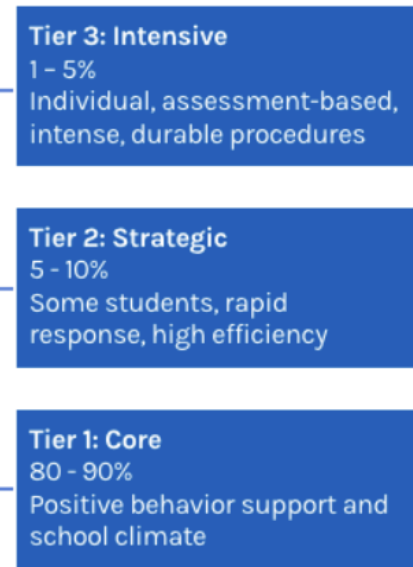 Tier 3: Intensive
1 – 5%
Individual, assessment-based,
intense, durable procedures
Tier 2: Strategic
5 - 10%
Some students, rapid
response, high efficiency
Tier 1: Core
80 - 90%
Positive behavior support and
school climate